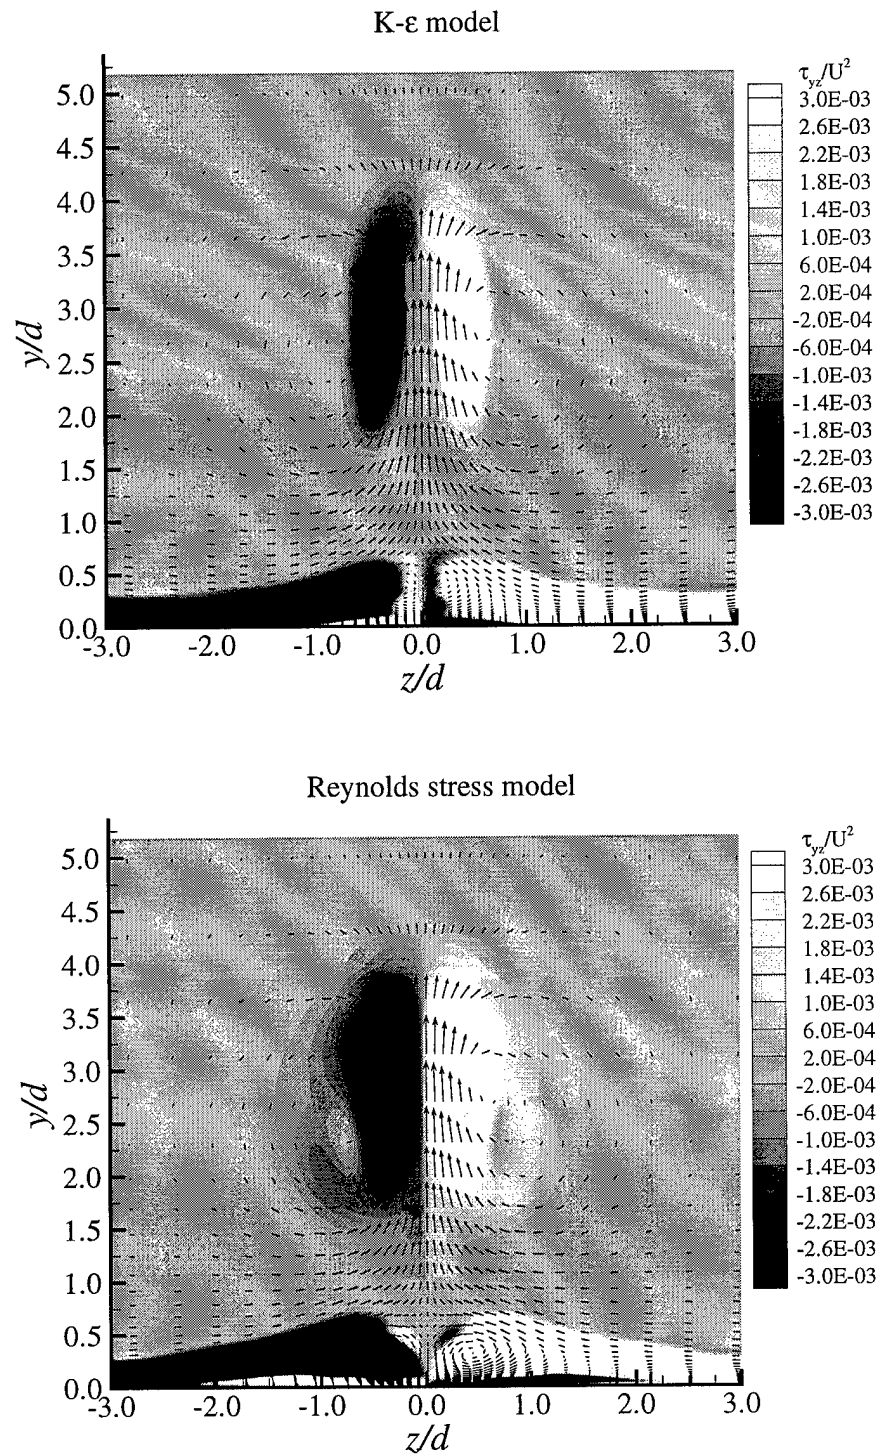 K-ε model
τyz/U2
3.0E-03
2.6E-03
2.2E-03
1.8E-03
1.4E-03
1.0E-03
6.0E-04
2.0E-04
-2.0E-04
-6.0E-04
-1.0E-03
-1.4E-03
-1.8E-03
-2.2E-03
-2.6E-03
-3.0E-03
5.0
4.5
4.0
3.5
3.0
2.5
2.0
1.5
1.0
0.5
0.0
y/d
-3.0 -2.0 -1.0 0.0 1.0 2.0 3.0
z/d
Reynolds stress model
τyz/U2
3.0E-03
2.6E-03
2.2E-03
1.8E-03
1.4E-03
1.0E-03
6.0E-04
2.0E-04
-2.0E-04
-6.0E-04
-1.0E-03
-1.4E-03
-1.8E-03
-2.2E-03
-2.6E-03
-3.0E-03
5.0
4.5
4.0
3.5
3.0
2.5
2.0
1.5
1.0
0.5
0.0
y/d
-3.0 -2.0 -1.0 0.0 1.0 2.0 3.0
z/d